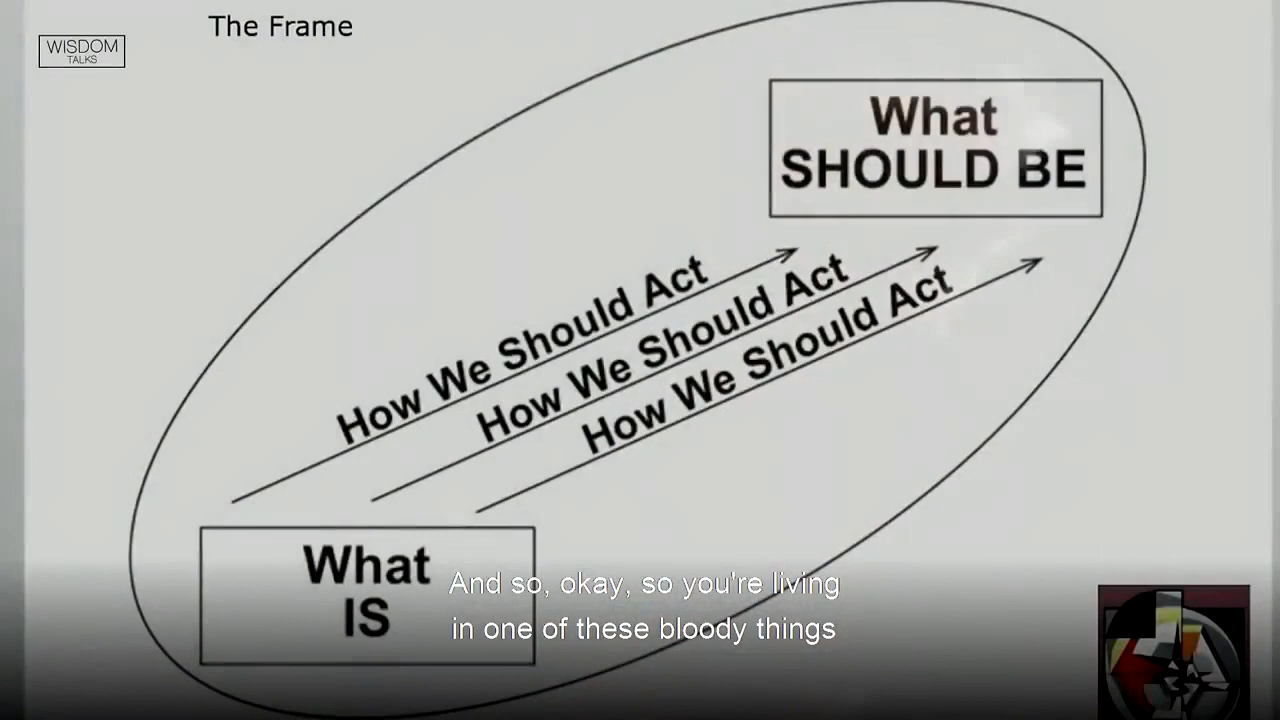 The Frame
WISDOM
TALKS
What
SHOULD BE
How We Should Act
How We Should Act
How We Should Act
What
IS
And so, okay, so you're living
in one of these bloody things